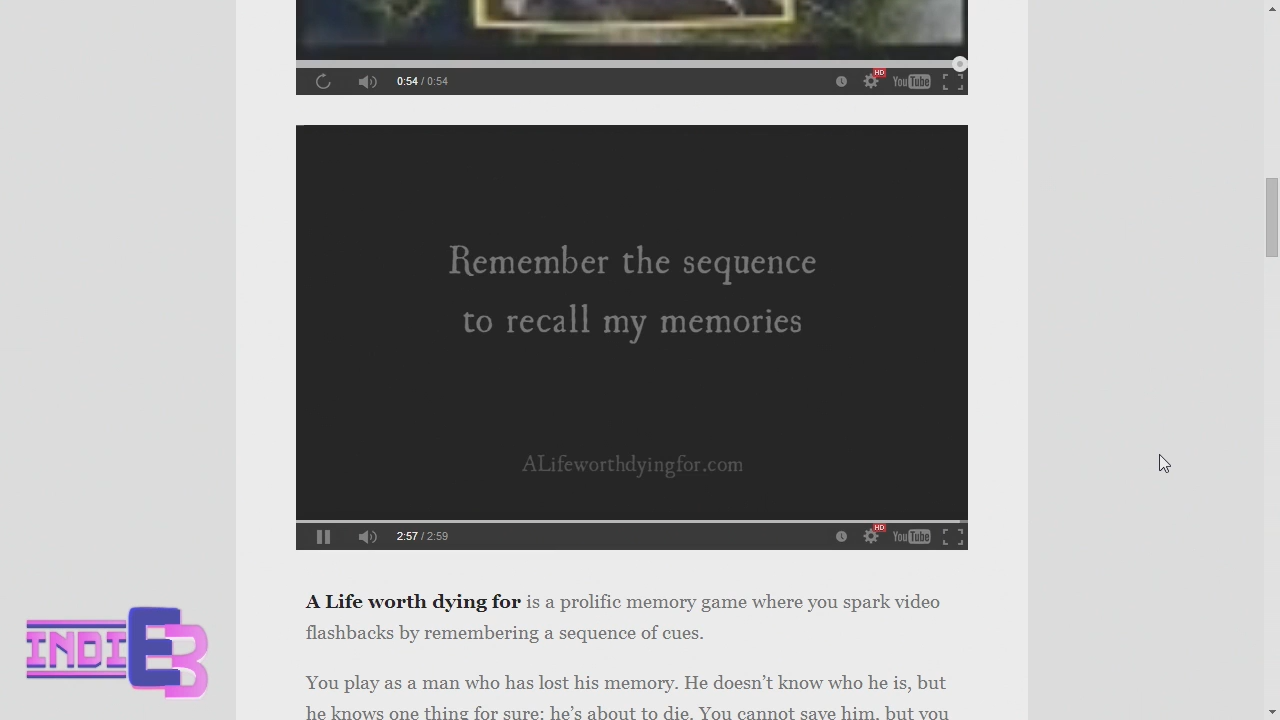 0:54 / 0:54
HD
YouTube
Remember the sequence
to recall my memories
ALifeworthdyingfor.com
2:57 / 2:59
HD
YouTube
A Life worth dying for is a prolific memory game where you spark video
flashbacks by remembering a sequence of cues.
You play as a man who has lost his memory. He doesn’t know who he is, but
he knows one thing for sure: he’s about to die. You cannot save him, but you
INDIE3